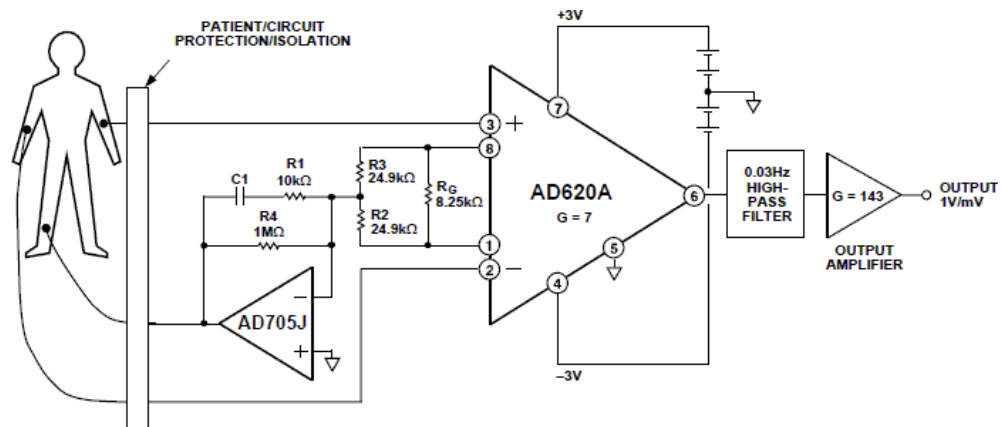 PATIENT/CIRCUIT
PROTECTION/ISOLATION
+3V
3
+
8
7
R1
10kΩ
C1
R3
24.9kΩ
RG
8.25kΩ
R4
1MΩ
R2
24.9kΩ
AD620A
G = 7
6
0.03Hz
HIGH-
PASS
FILTER
G = 143
OUTPUT
1V/mV
OUTPUT
AMPLIFIER
1
2
–
5
4
–
AD705J
+
–3V